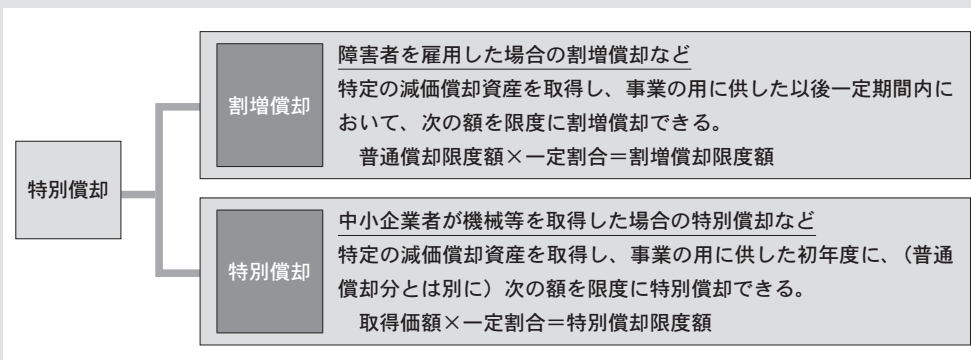 特別償却
割増償却
障害者を雇用した場合の割増償却など
特定の減価償却資産を取得し、事業の用に供した以後一定期間内に
おいて、次の額を限度に割増償却できる。
普通償却限度額×一定割合＝割増償却限度額
特別償却
中小企業者が機械等を取得した場合の特別償却など
特定の減価償却資産を取得し、事業の用に供した初年度に、（普通
償却分とは別に）次の額を限度に特別償却できる。
取得価額×一定割合＝特別償却限度額